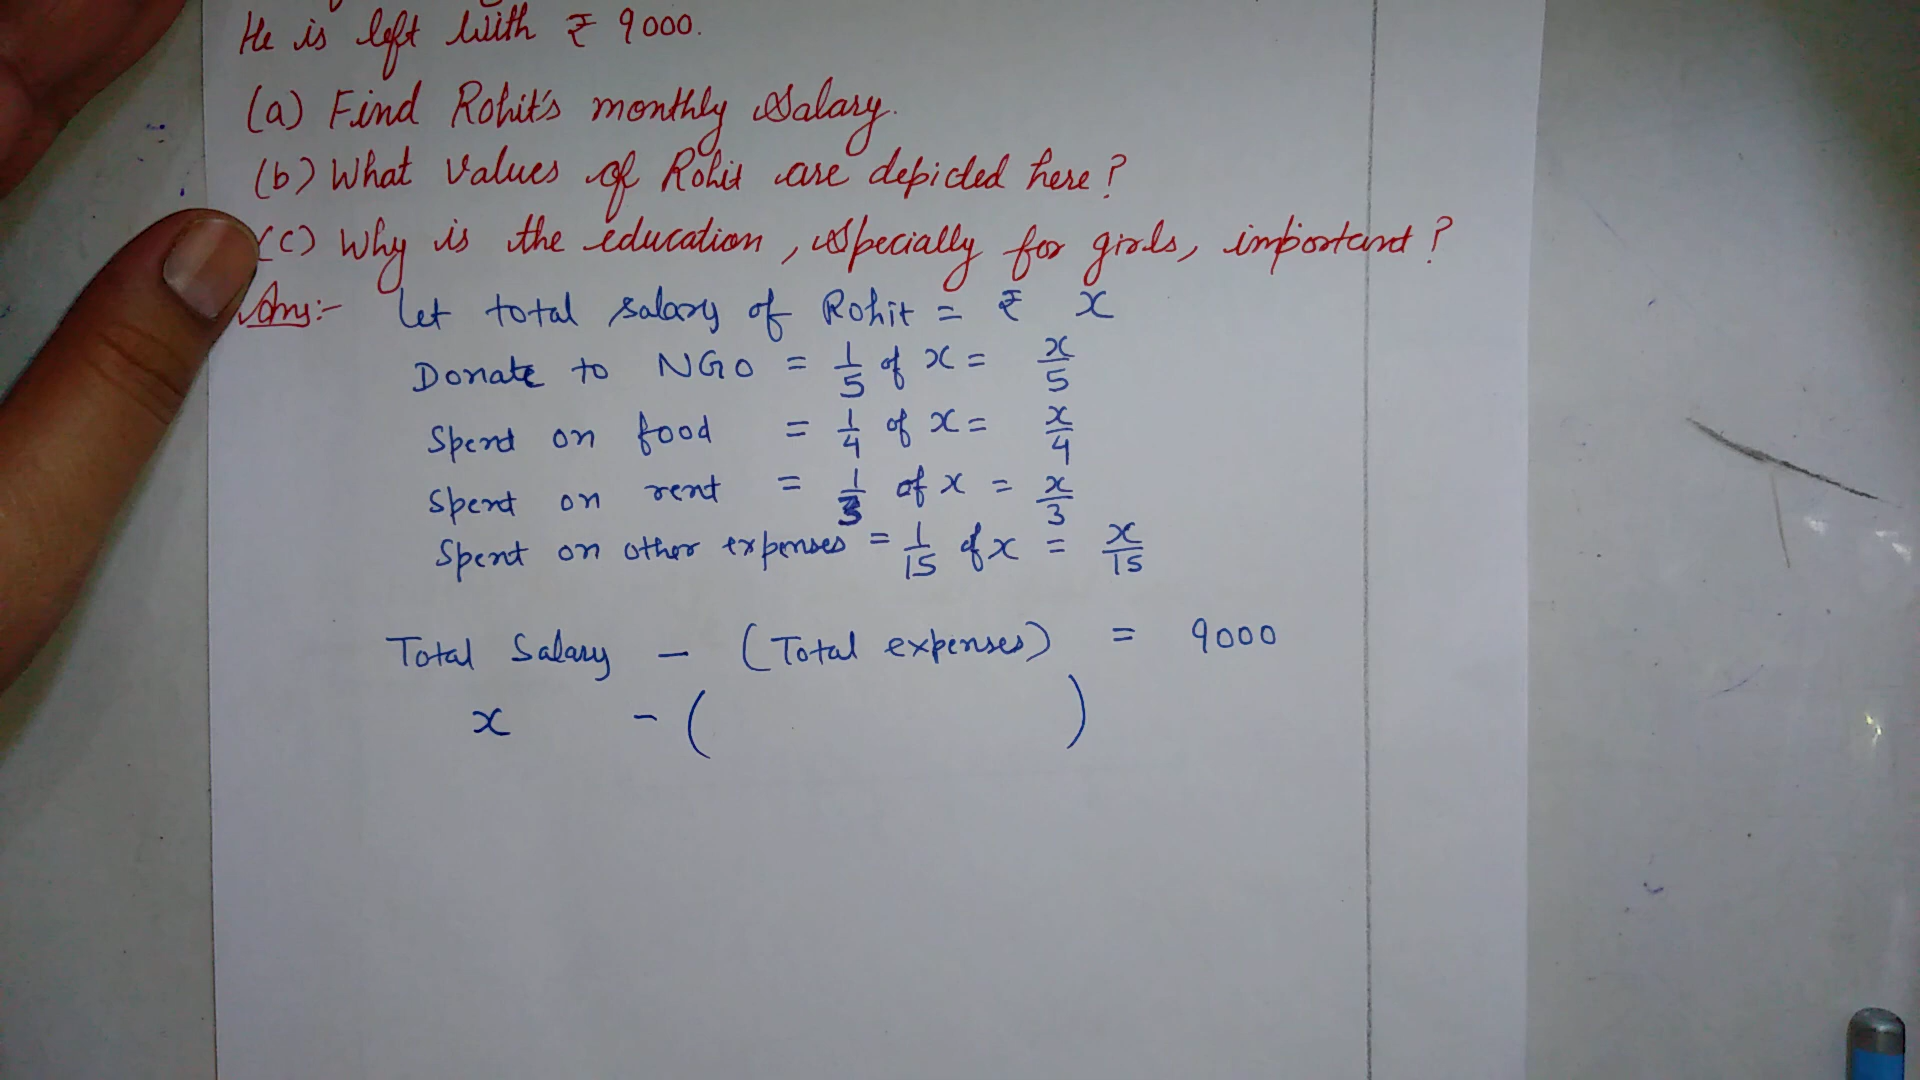 He is left with ₹ 9000.
(a) Find Rohit's monthly salary.
(b) What values of Rohit are depicted here?
(c) Why is the education, especially for girls, important?
Ans:- Let total salary of Rohit = ₹ x
Donate to NGO = 1/5 of x = x/5
Spent on food = 1/4 of x = x/4
Spent on rent = 1/3 of x = x/3
Spent on other expenses = 1/15 of x = x/15
Total Salary - (Total expenses) = 9000
x - ( )